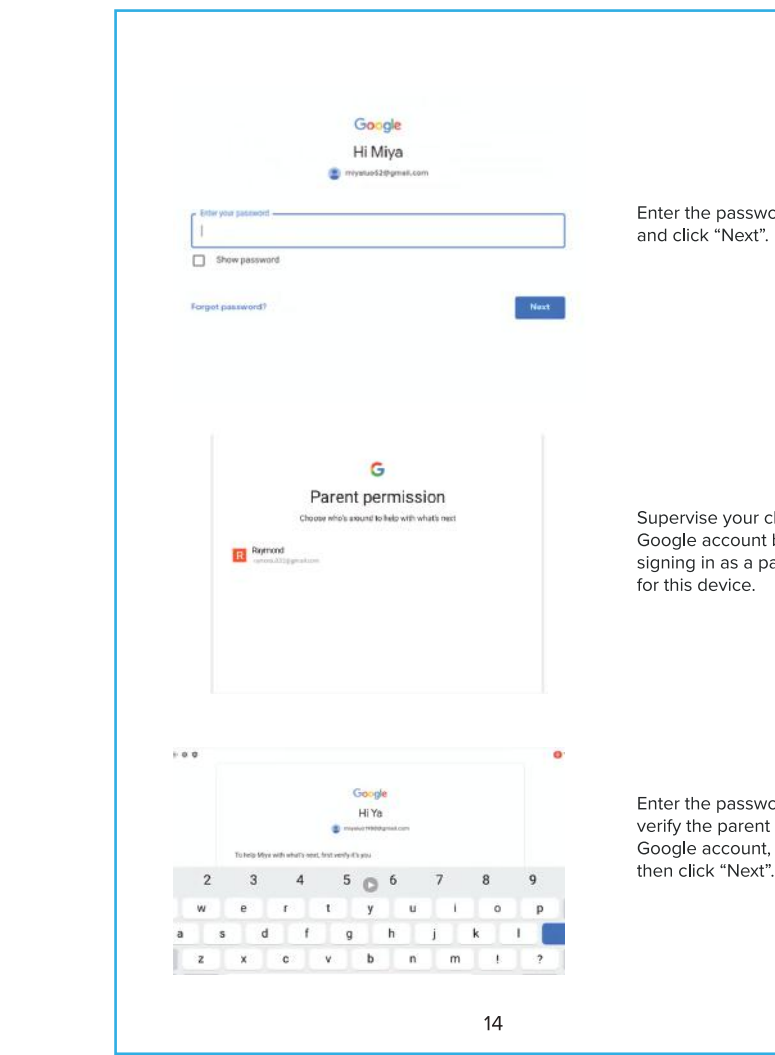 Google
Hi Miya
Enter your password
Show password
Forgot password?
Next
Enter the passwo
and click “Next”.
G
Parent permission
Choose who's around to help with what's next
R
Raymond
Supervise your c
Google account
signing in as a pa
for this device.
Google
Hi Ya
To help Miya with what's next, first verify it's you
2 3 4 5 6 7 8 9
w e r t y u i o p
a s d f g h j k l
z x c v b n m ! ?
Enter the passwo
verify the parent
Google account,
then click “Next”.
14